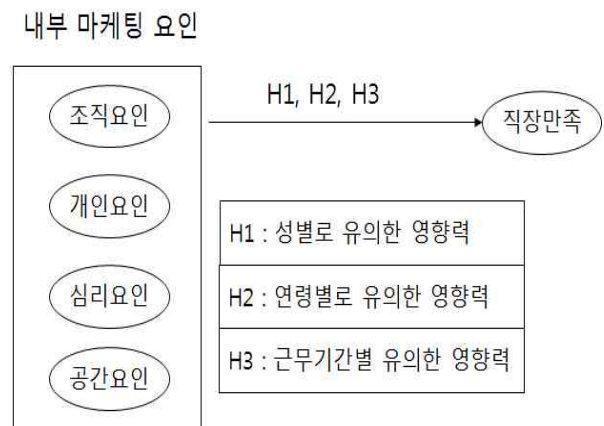 내부 마케팅 요인
조직요인
H1, H2, H3
직장만족
개인요인
심리요인
공간요인
H1 : 성별로 유의한 영향력
H2 : 연령별로 유의한 영향력
H3 : 근무기간별 유의한 영향력